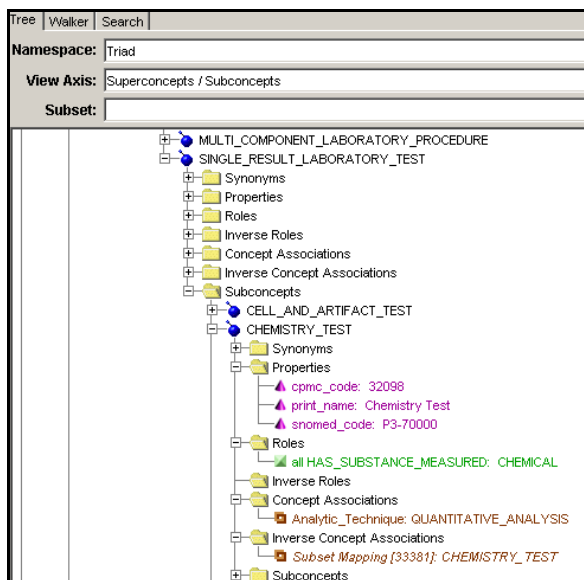 Tree Walker Search
Namespace: Triad
View Axis: Superconcepts / Subconcepts
Subset:
MULTI_COMPONENT_LABORATORY_PROCEDURE
SINGLE_RESULT_LABORATORY_TEST
Synonyms
Properties
Roles
Inverse Roles
Concept Associations
Inverse Concept Associations
Subconcepts
CELL_AND_ARTIFACT_TEST
CHEMISTRY_TEST
Synonyms
Properties
cpmc_code: 32098
print_name: Chemistry Test
snomed_code: P3-70000
Roles
all HAS_SUBSTANCE_MEASURED: CHEMICAL
Inverse Roles
Concept Associations
Analytic_Technique: QUANTITATIVE_ANALYSIS
Inverse Concept Associations
Subset Mapping [33381]: CHEMISTRY_TEST
Subconcepts